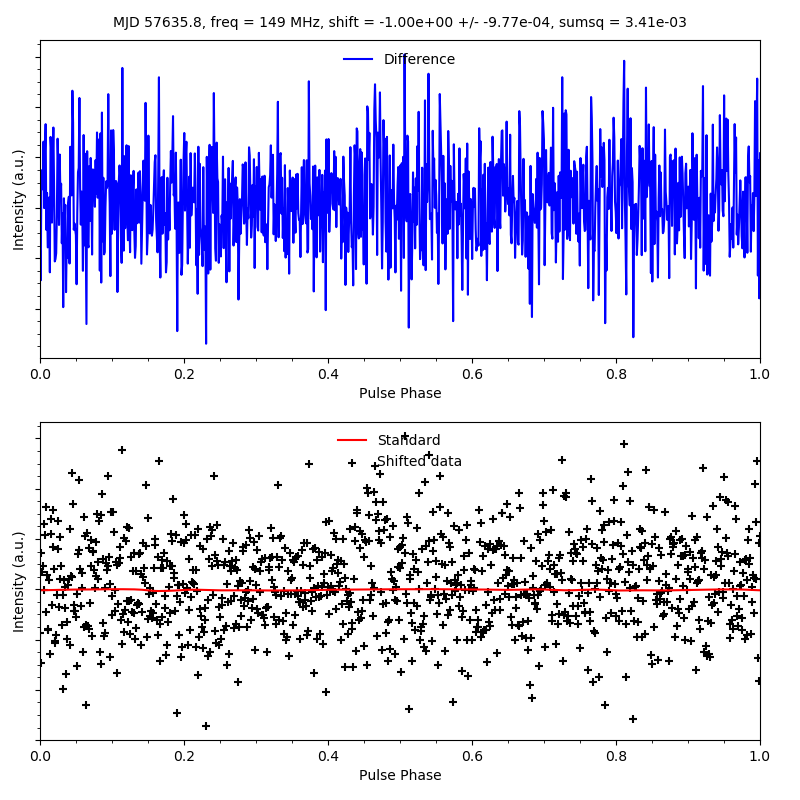 MJD 57635.8, freq = 149 MHz, shift = -1.00e+00 +/- -9.77e-04, sumsq = 3.41e-03
Difference
Intensity (a.u.)
0.0 0.2 0.4 0.6 0.8 1.0
Pulse Phase
Standard
Shifted data
Intensity (a.u.)
0.0 0.2 0.4 0.6 0.8 1.0
Pulse Phase